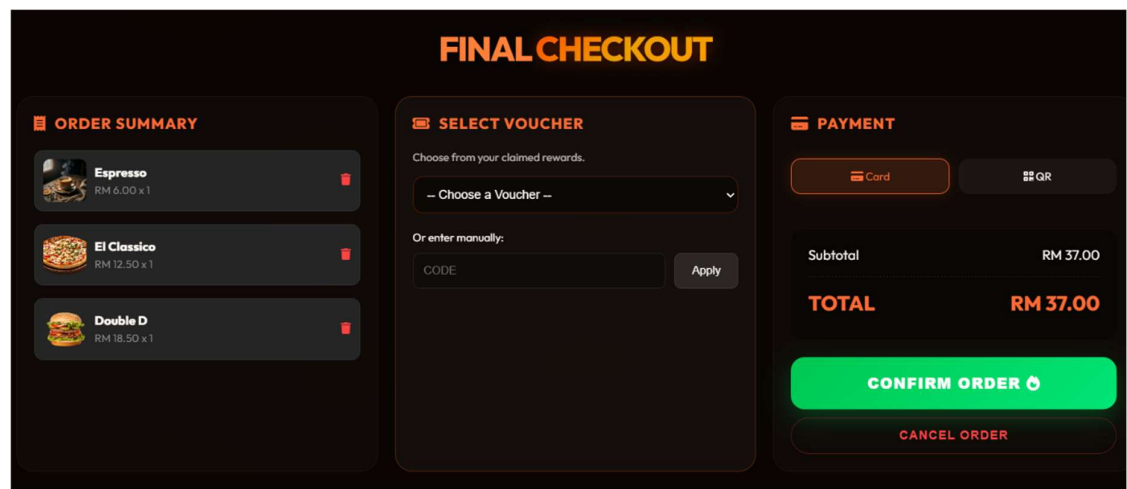 FINAL CHECKOUT
ORDER SUMMARY
Espresso
RM 6.00 x 1
El Classico
RM 12.50 x 1
Double D
RM 18.50 x 1
SELECT VOUCHER
Choose from your claimed rewards.
-- Choose a Voucher --
Or enter manually:
CODE
Apply
PAYMENT
Card
QR
Subtotal RM 37.00
TOTAL RM 37.00
CONFIRM ORDER
CANCEL ORDER